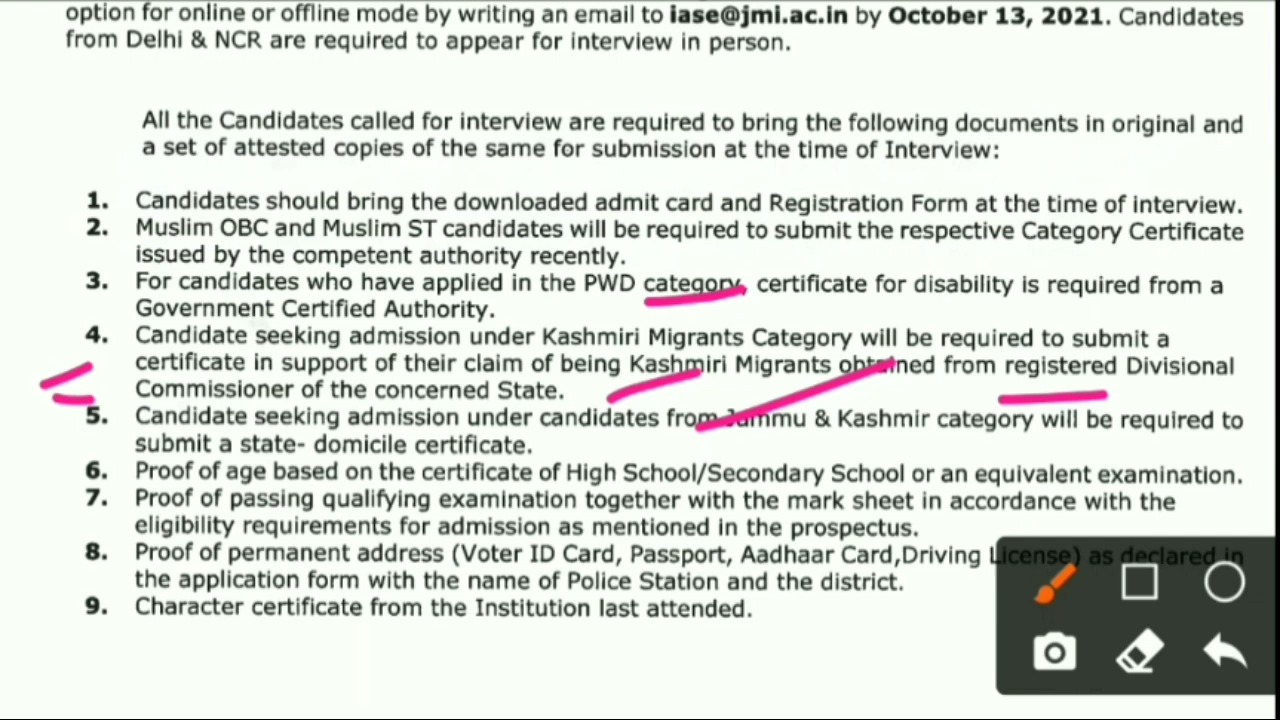 option for online or offline mode by writing an email to iase@jmi.ac.in by October 13, 2021. Candidates
from Delhi & NCR are required to appear for interview in person.
All the Candidates called for interview are required to bring the following documents in original and
a set of attested copies of the same for submission at the time of Interview:
1. Candidates should bring the downloaded admit card and Registration Form at the time of interview.
2. Muslim OBC and Muslim ST candidates will be required to submit the respective Category Certificate
issued by the competent authority recently.
3. For candidates who have applied in the PWD category, certificate for disability is required from a
Government Certified Authority.
4. Candidate seeking admission under Kashmiri Migrants Category will be required to submit a
certificate in support of their claim of being Kashmiri Migrants obtained from registered Divisional
Commissioner of the concerned State.
5. Candidate seeking admission under candidates from Jammu & Kashmir category will be required to
submit a state- domicile certificate.
6. Proof of age based on the certificate of High School/Secondary School or an equivalent examination.
7. Proof of passing qualifying examination together with the mark sheet in accordance with the
eligibility requirements for admission as mentioned in the prospectus.
8. Proof of permanent address (Voter ID Card, Passport, Aadhaar Card,Driving License) as declared in
the application form with the name of Police Station and the district.
9. Character certificate from the Institution last attended.